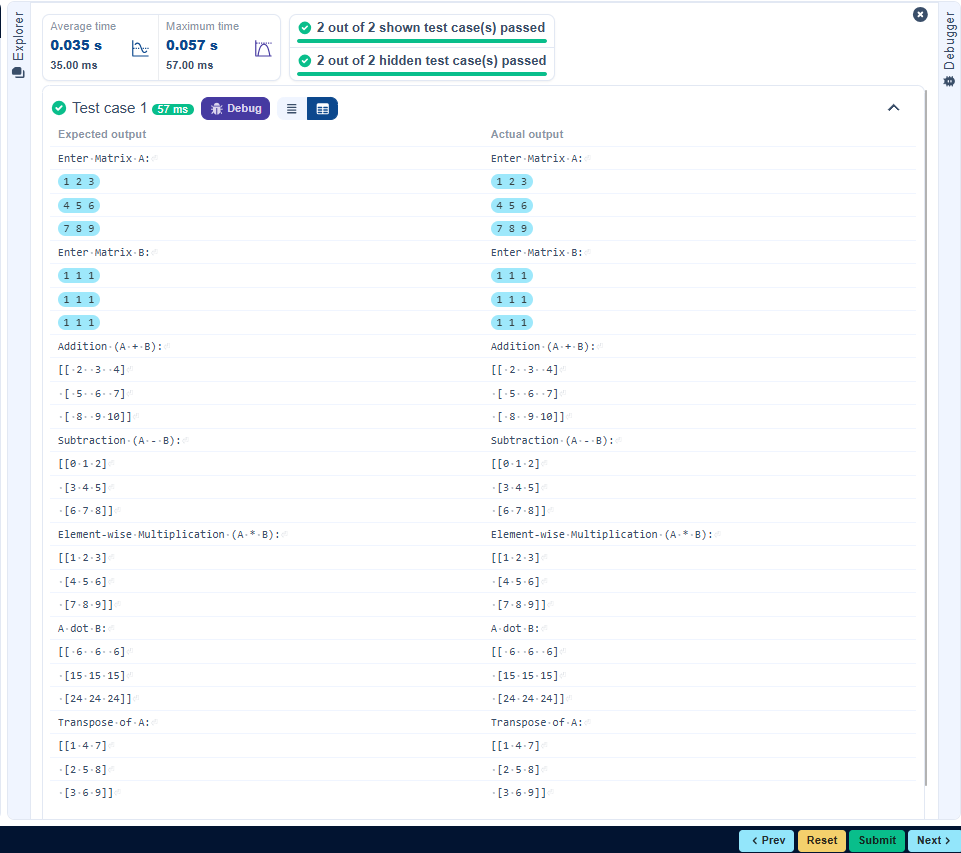 Explorer
Debugger
Average time
0.035 s
35.00 ms
Maximum time
0.057 s
57.00 ms
2 out of 2 shown test case(s) passed
2 out of 2 hidden test case(s) passed
Test case 1 57 ms Debug
Expected output Actual output
Enter·Matrix·A: Enter·Matrix·A:
1 2 3 1 2 3
4 5 6 4 5 6
7 8 9 7 8 9
Enter·Matrix·B: Enter·Matrix·B:
1 1 1 1 1 1
1 1 1 1 1 1
1 1 1 1 1 1
Addition·(A·+·B): Addition·(A·+·B):
[[·2··3··4] [[·2··3··4]
·[·5··6··7] ·[·5··6··7]
·[·8··9·10]] ·[·8··9·10]]
Subtraction·(A·-·B): Subtraction·(A·-·B):
[[0·1·2] [[0·1·2]
·[3·4·5] ·[3·4·5]
·[6·7·8]] ·[6·7·8]]
Element-wise·Multiplication·(A·*·B): Element-wise·Multiplication·(A·*·B):
[[1·2·3] [[1·2·3]
·[4·5·6] ·[4·5·6]
·[7·8·9]] ·[7·8·9]]
A·dot·B: A·dot·B:
[[·6··6··6] [[·6··6··6]
·[15·15·15] ·[15·15·15]
·[24·24·24]] ·[24·24·24]]
Transpose·of·A: Transpose·of·A:
[[1·4·7] [[1·4·7]
·[2·5·8] ·[2·5·8]
·[3·6·9]] ·[3·6·9]]
< Prev Reset Submit Next >